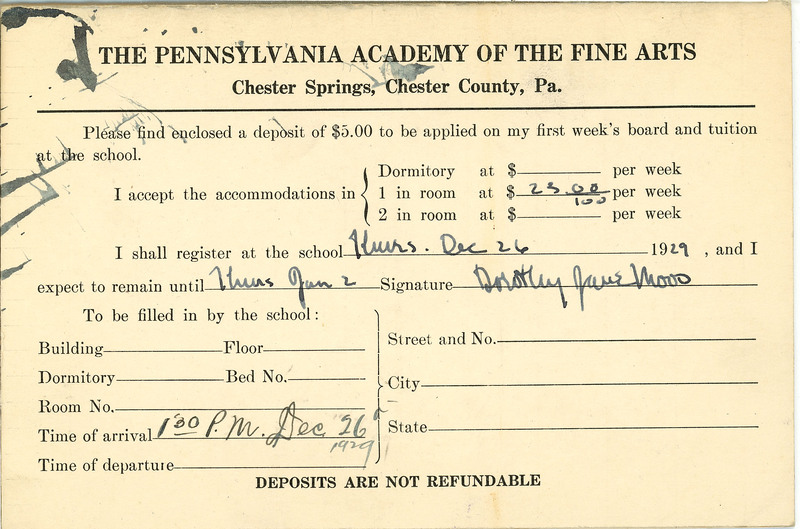 THE PENNSYLVANIA ACADEMY OF THE FINE ARTS
Chester Springs, Chester County, Pa.
Please find enclosed a deposit of $5.00 to be applied on my first week's board and tuition
at the school.
Dormitory at $ per week
I accept the accommodations in 1 in room at $ 25.00/100 per week
2 in room at $ per week
I shall register at the school Thurs. Dec 26 1929 , and I
expect to remain until Thurs Jan 2 Signature Dorothy Jane Moos
To be filled in by the school:
Street and No.
Building Floor
Dormitory Bed No.
City
Room No.
Time of arrival 1:30 P.M. Dec. 26 1929
State
Time of departure
DEPOSITS ARE NOT REFUNDABLE